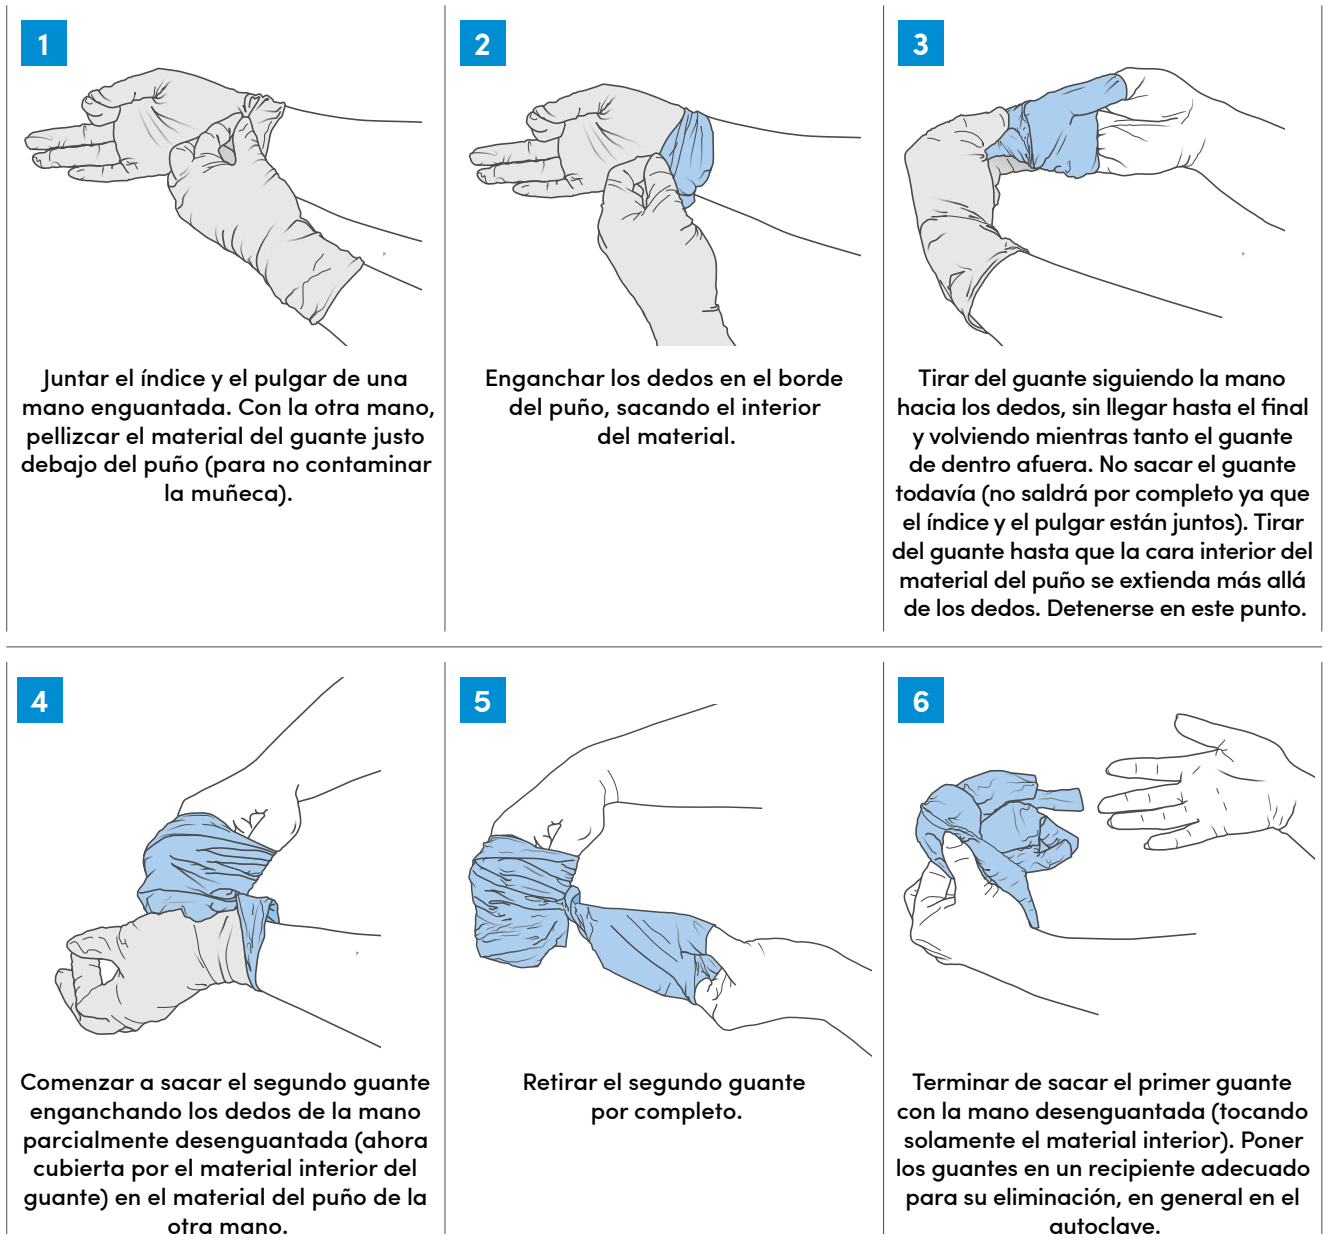 1
Juntar el índice y el pulgar de una
mano enguantada. Con la otra mano,
pellizcar el material del guante justo
debajo del puño (para no contaminar
la muñeca).
2
Enganchar los dedos en el borde
del puño, sacando el interior
del material.
3
Tirar del guante siguiendo la mano
hacia los dedos, sin llegar hasta el final
y volviendo mientras tanto el guante
de dentro afuera. No sacar el guante
todavía (no saldrá por completo ya que
el índice y el pulgar están juntos). Tirar
del guante hasta que la cara interior del
material del puño se extienda más allá
de los dedos. Detenerse en este punto.
4
Comenzar a sacar el segundo guante
enganchando los dedos de la mano
parcialmente desenguantada (ahora
cubierta por el material interior del
guante) en el material del puño de la
otra mano.
5
Retirar el segundo guante
por completo.
6
Terminar de sacar el primer guante
con la mano desenguantada (tocando
solamente el material interior). Poner
los guantes en un recipiente adecuado
para su eliminación, en general en el
autoclave.